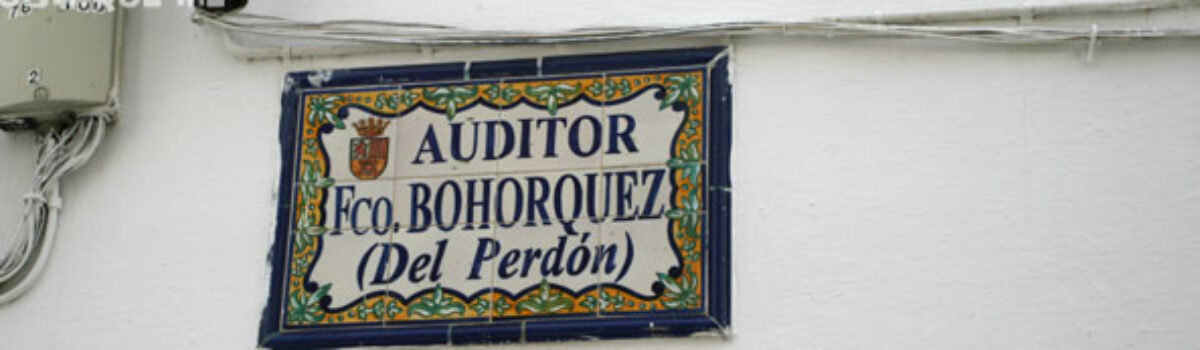 AUDITOR
Fco. BOHORQUEZ
(Del Perdón)
2